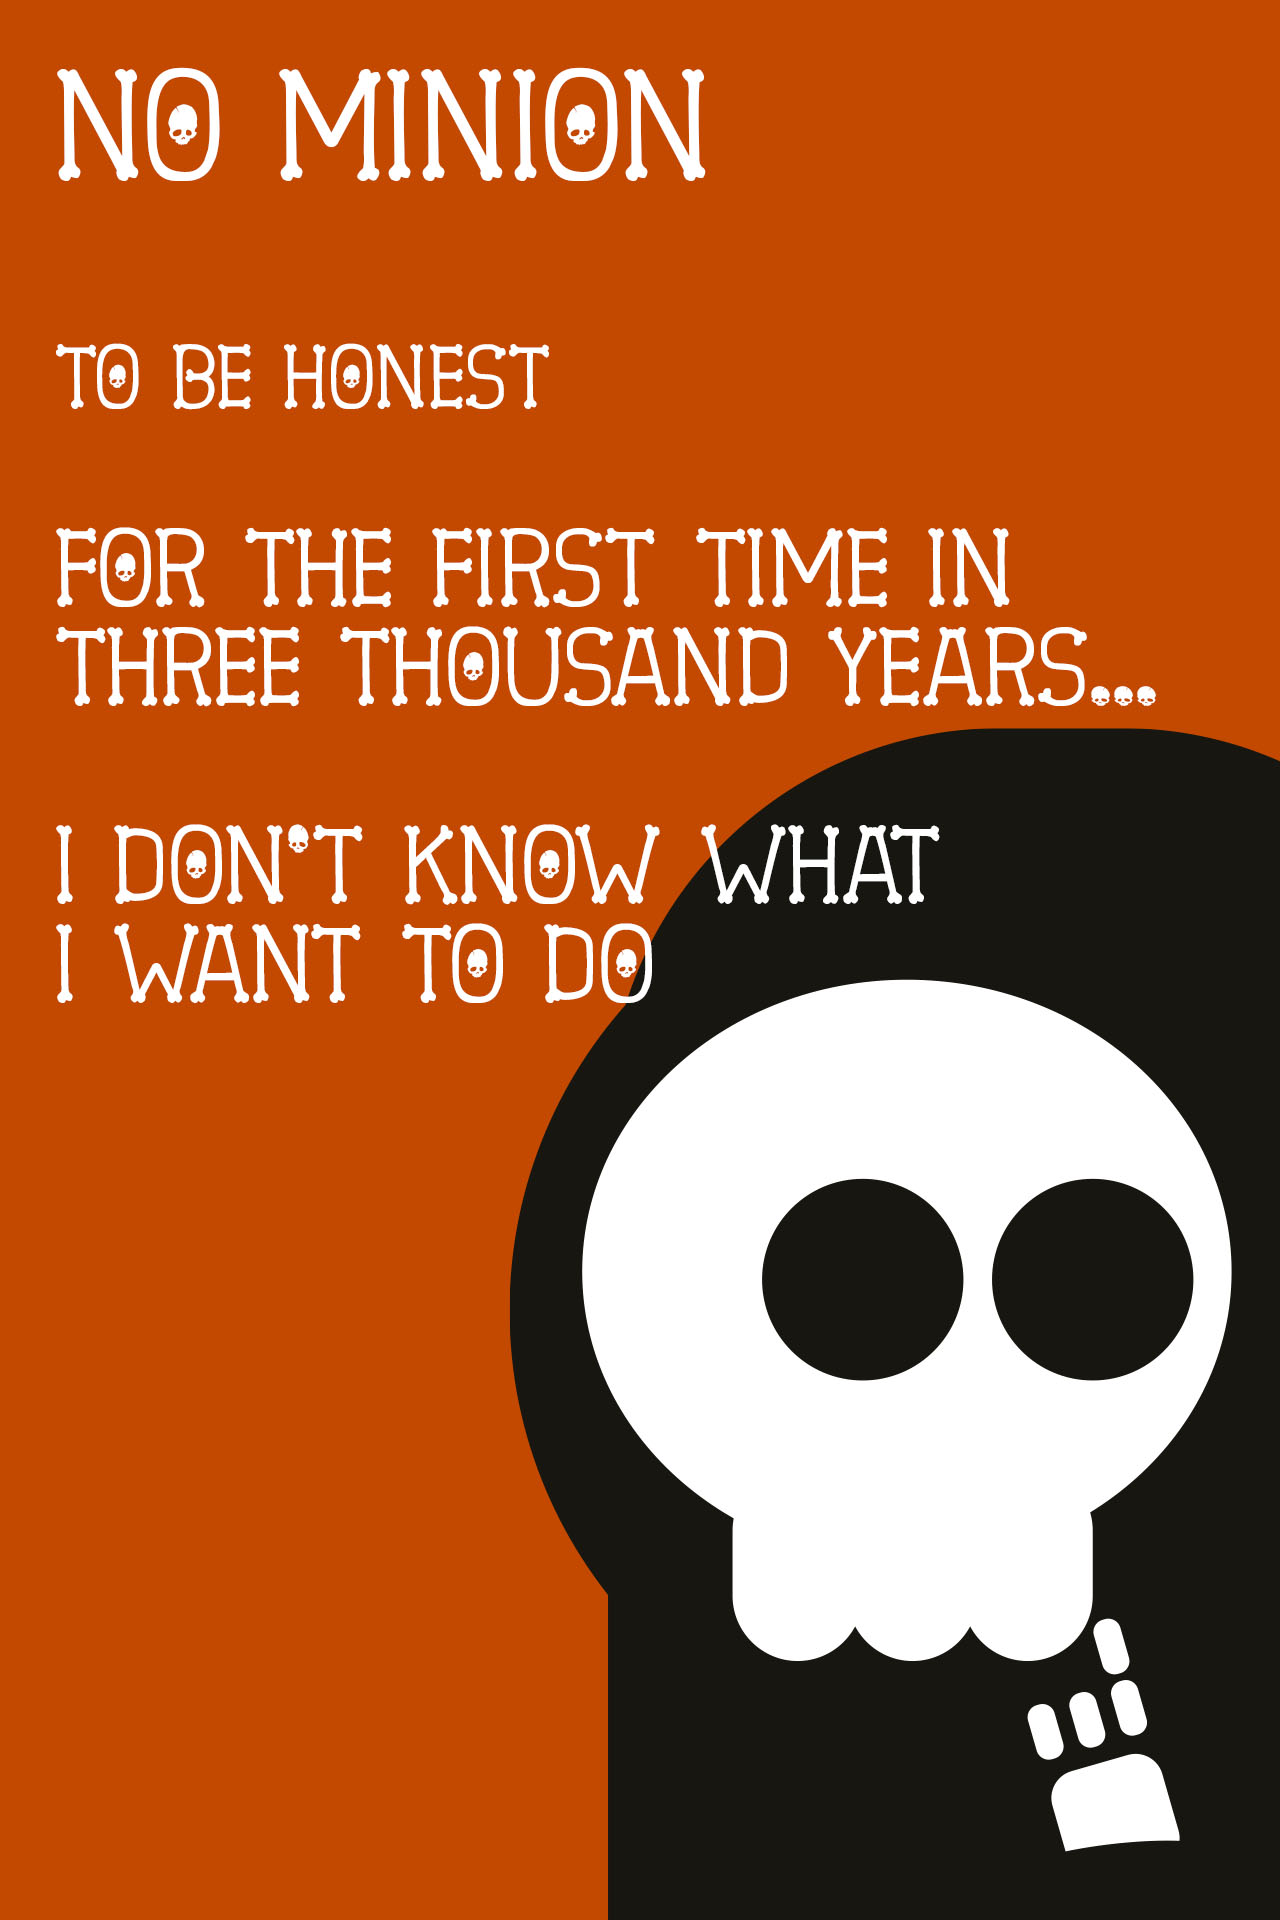 NO MINION
TO BE HONEST
FOR THE FIRST TIME IN
THREE THOUSAND YEARS...
I DON'T KNOW WHAT
I WANT TO DO